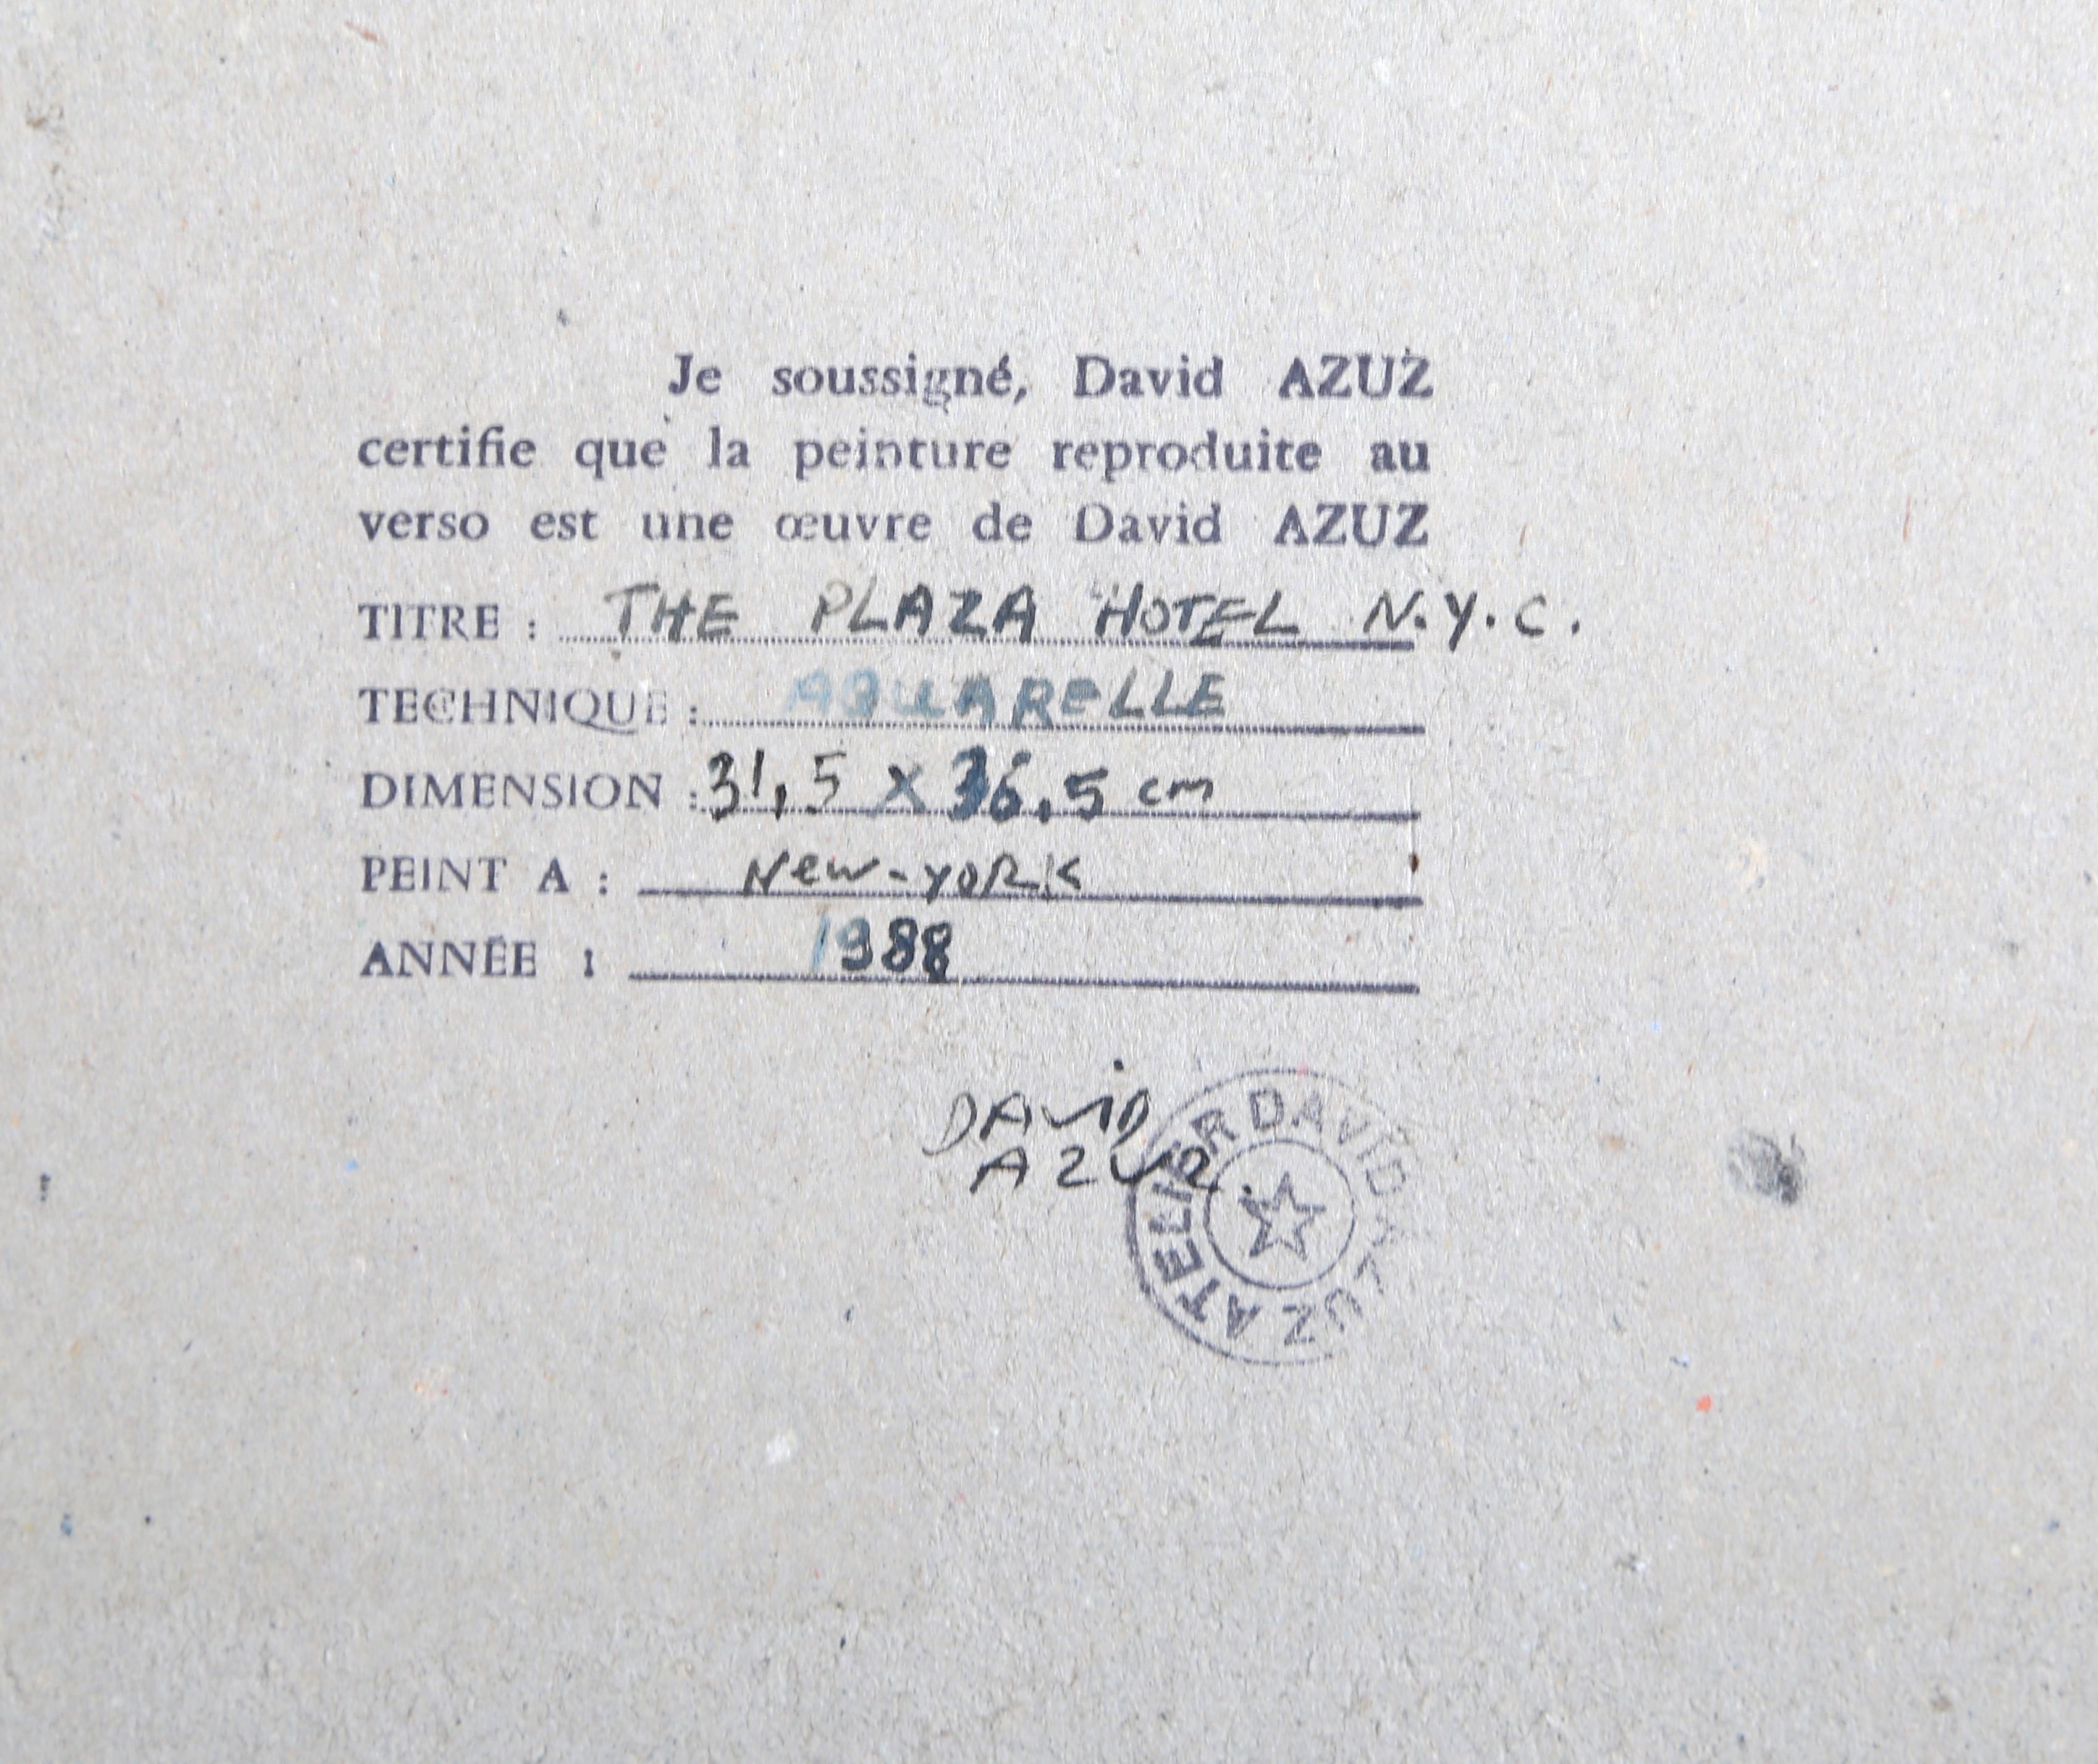 Je soussigné, David AZUZ
certifie que la peinture reproduite au
verso est une œuvre de David AZUZ
TITRE : THE PLAZA HOTEL N.Y.C.
TECHNIQUE : AQUARELLE
DIMENSION : 31,5 X 36,5 cm
PEINT A : New-YORK
ANNÉE : 1988
DAViD
AZUZ.
ATELIER DAVID AZUZ